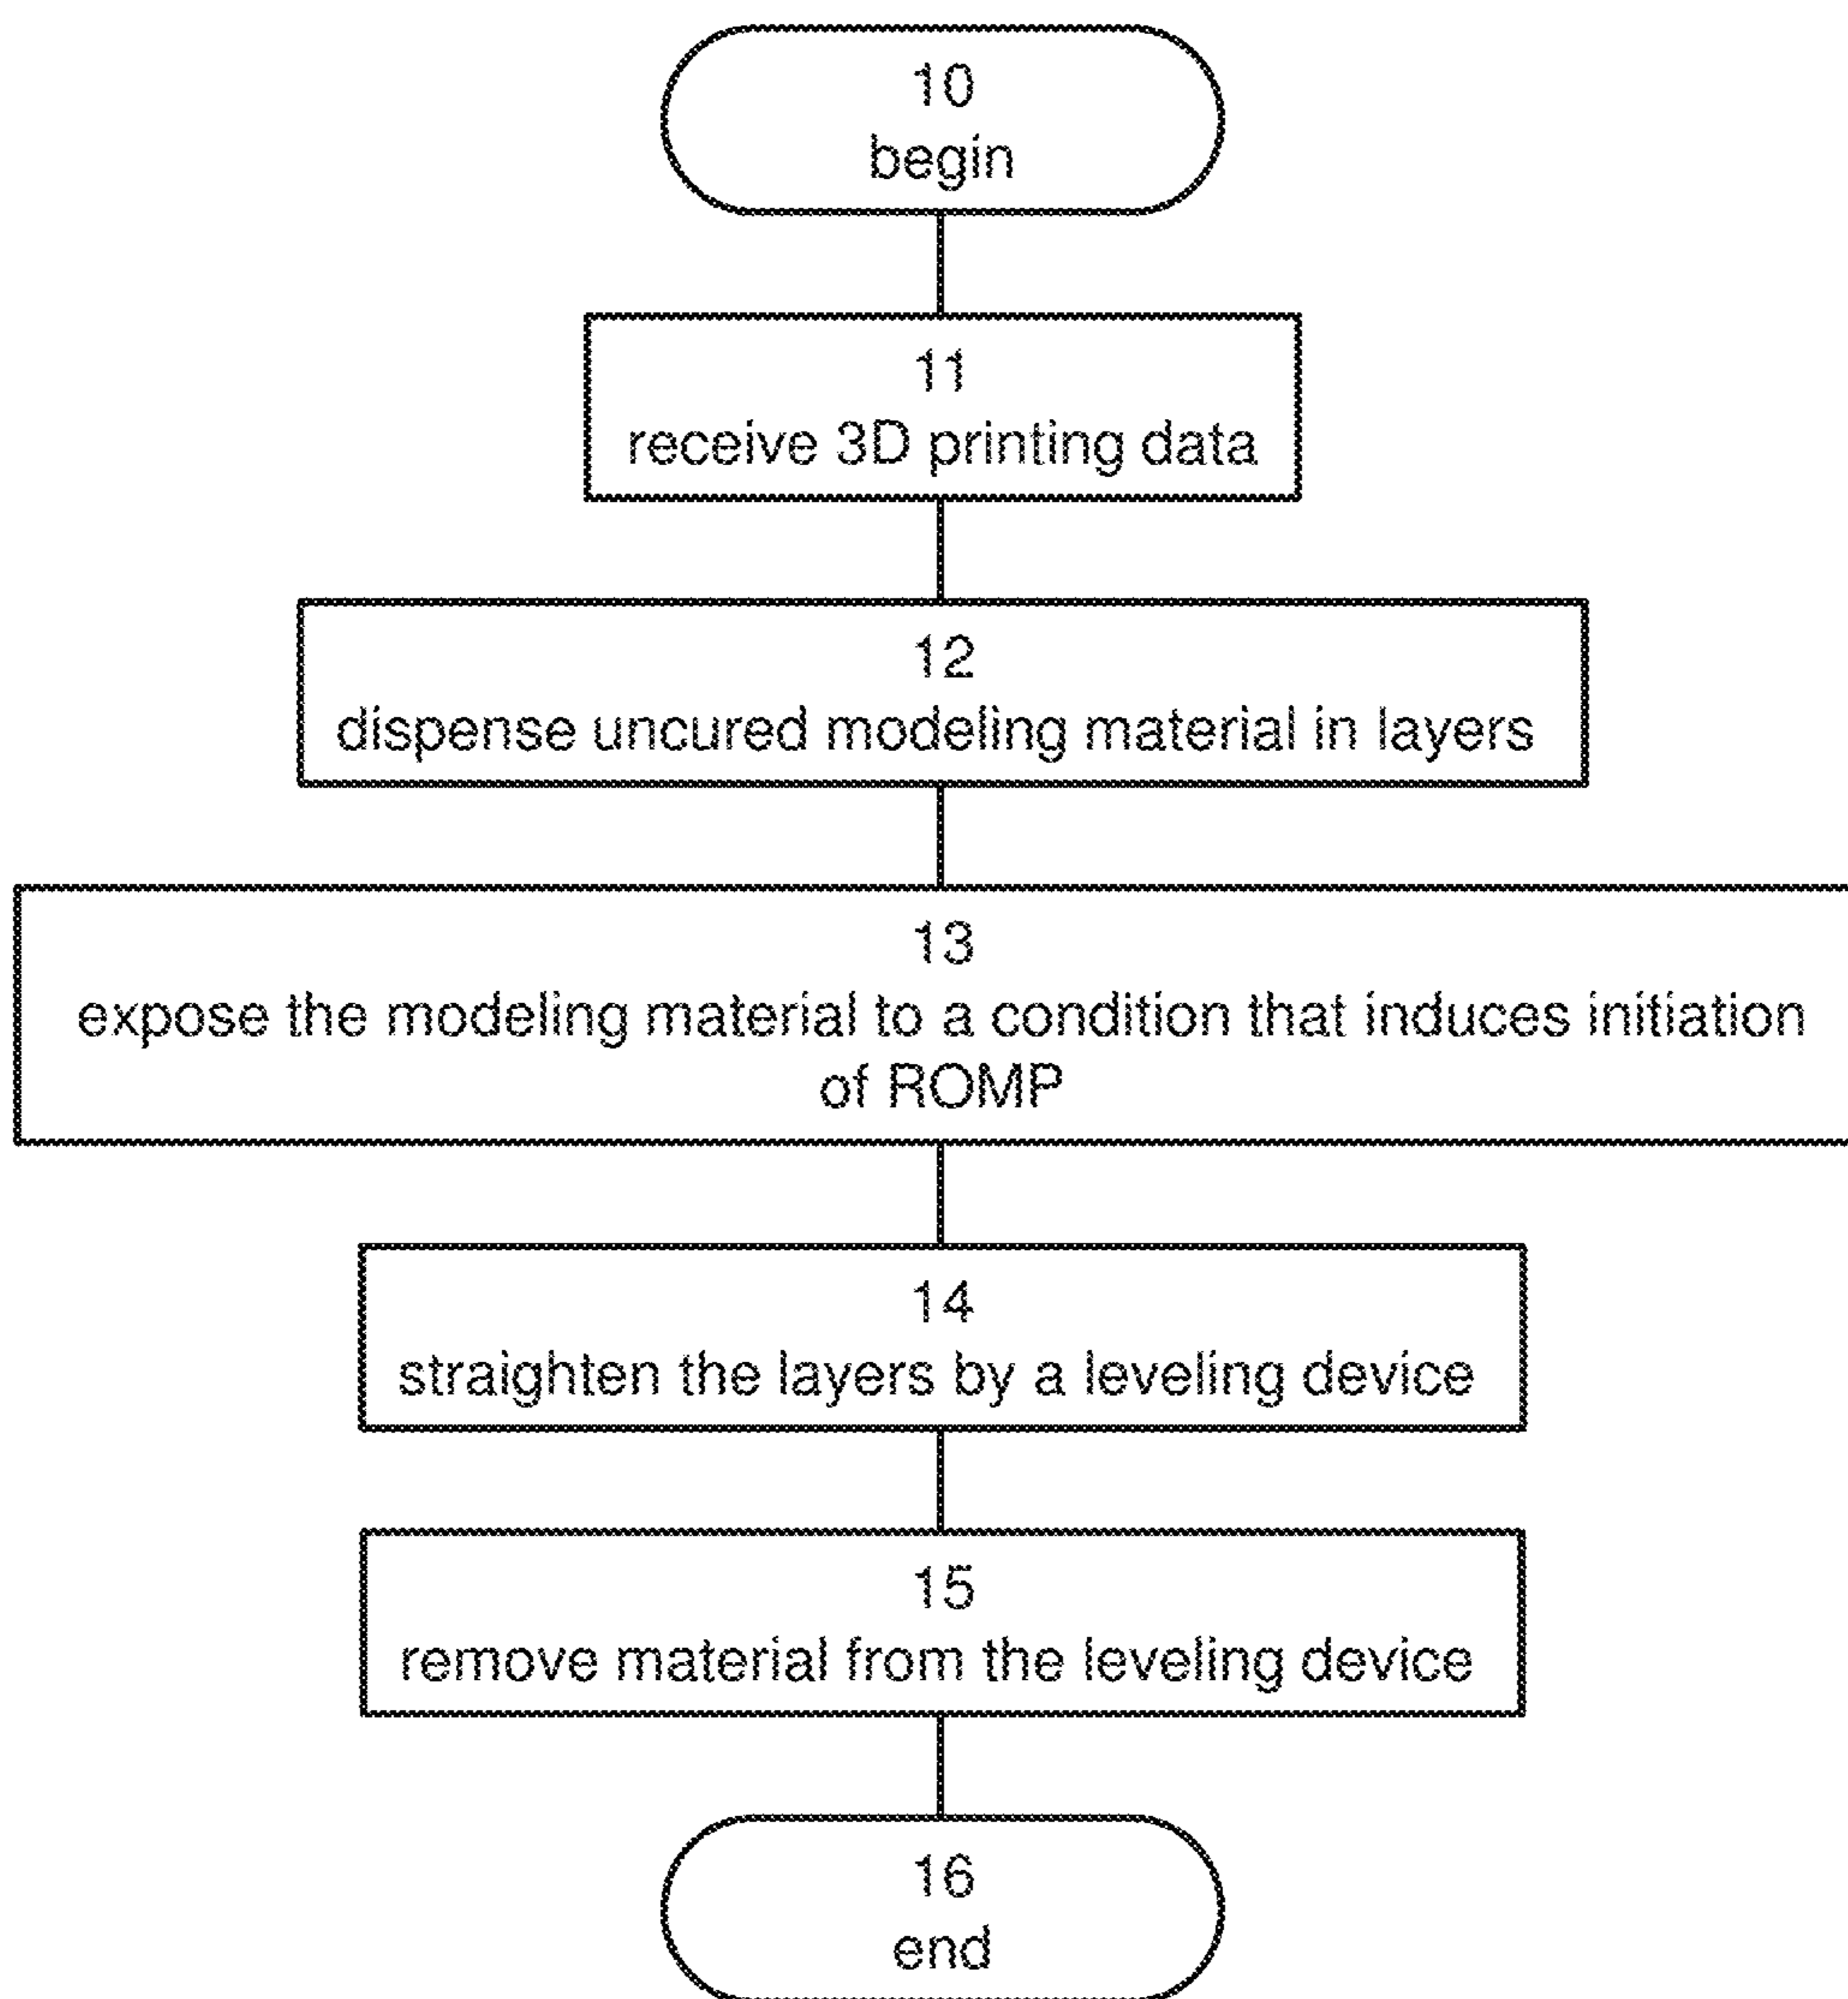 10
begin
11
receive 3D printing data
12
dispense uncured modeling material in layers
13
expose the modeling material to a condition that induces initiation
of ROMP
14
straighten the layers by a leveling device
15
remove material from the leveling device
16
end